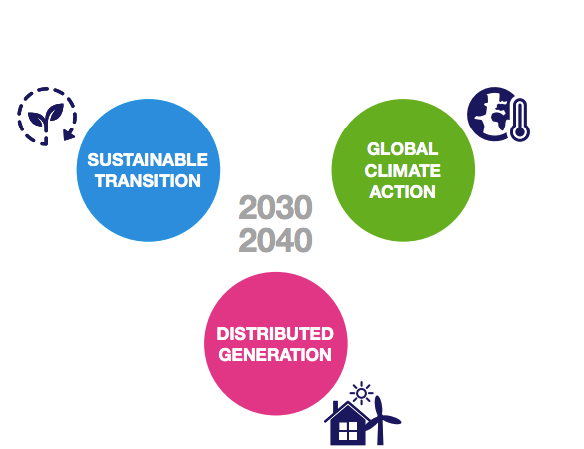 SUSTAINABLE
TRANSITION
GLOBAL
CLIMATE
ACTION
2030
2040
DISTRIBUTED
GENERATION